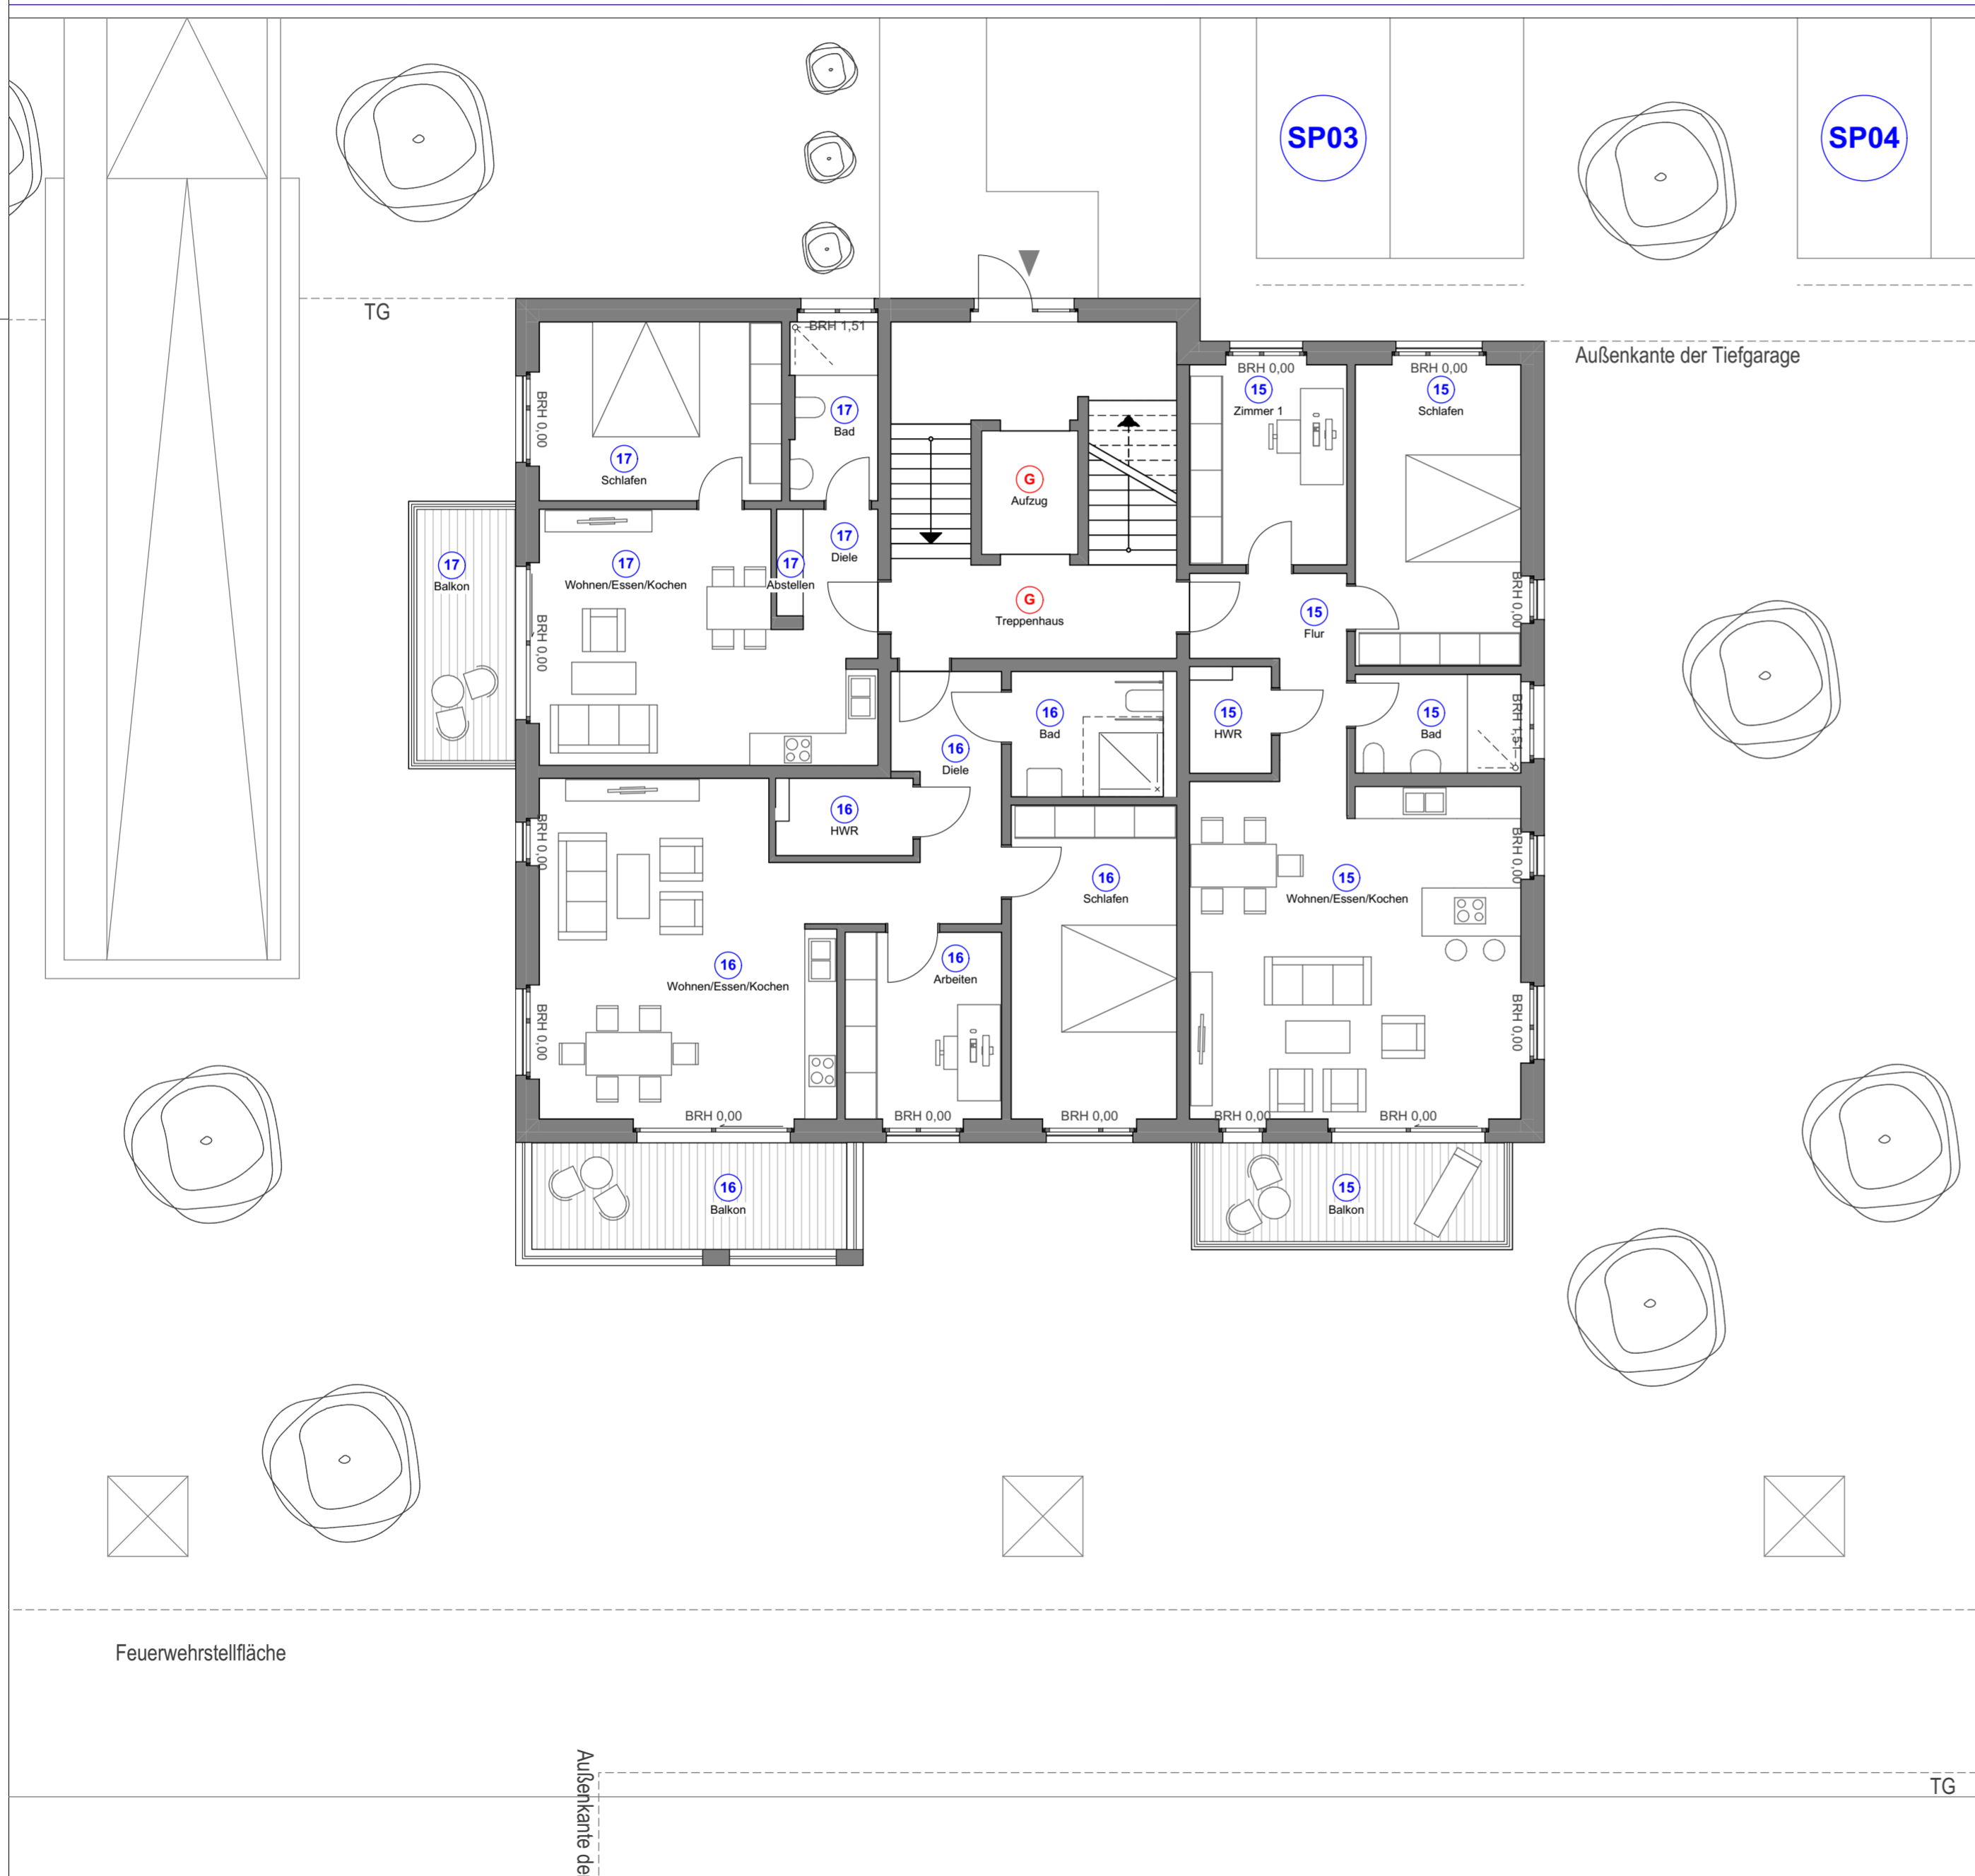 SP03
SP04
TG
Außenkante der Tiefgarage
BRH 1,51
BRH 0,00
BRH 0,00
BRH 0,00
15
Zimmer 1
15
Schlafen
17
Bad
17
Schlafen
G
Aufzug
17
Diele
17
Balkon
17
Wohnen/Essen/Kochen
17
Abstellen
G
Treppenhaus
15
Flur
BRH 0,00
BRH 0,00
16
Bad
15
HWR
15
Bad
BRH 1,51
16
Diele
16
HWR
BRH 0,00
BRH 0,00
16
Schlafen
15
Wohnen/Essen/Kochen
16
Wohnen/Essen/Kochen
16
Arbeiten
BRH 0,00
BRH 0,00
BRH 0,00
BRH 0,00
BRH 0,00
BRH 0,00
BRH 0,00
16
Balkon
15
Balkon
Feuerwehrstellfläche
Außenkante de
TG